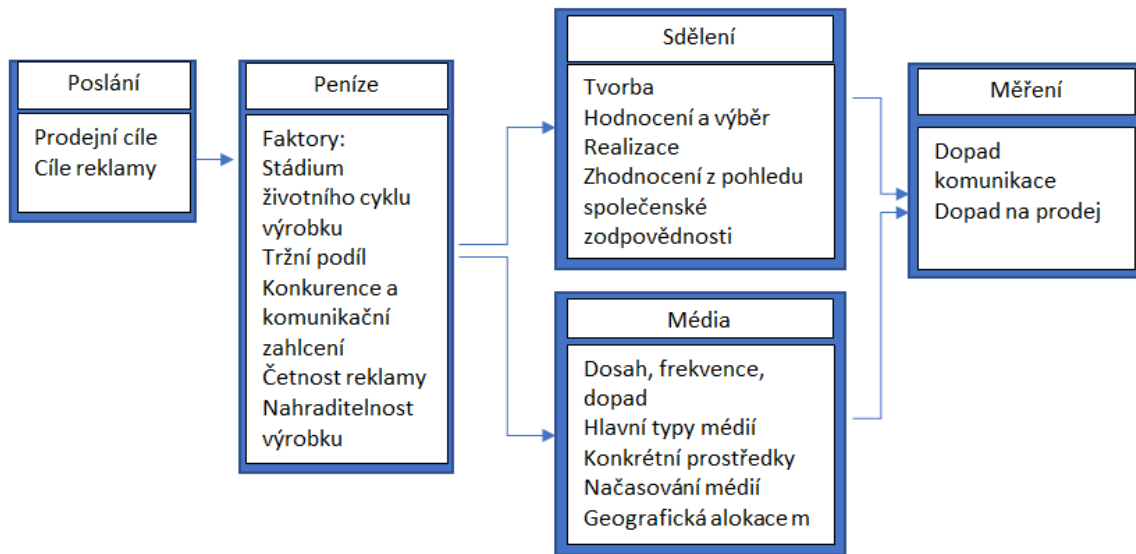 Poslání
Prodejní cíle
Cíle reklamy
Peníze
Faktory:
Stádium
životního cyklu
výrobku
Tržní podíl
Konkurence a
komunikační
zahlcení
Četnost reklamy
Nahraditelnost
výrobku
Sdělení
Tvorba
Hodnocení a výběr
Realizace
Zhodnocení z pohledu
společenské
zodpovědnosti
Média
Dosah, frekvence,
dopad
Hlavní typy médií
Konkrétní prostředky
Načasování médií
Geografická alokace m
Měření
Dopad
komunikace
Dopad na prodej